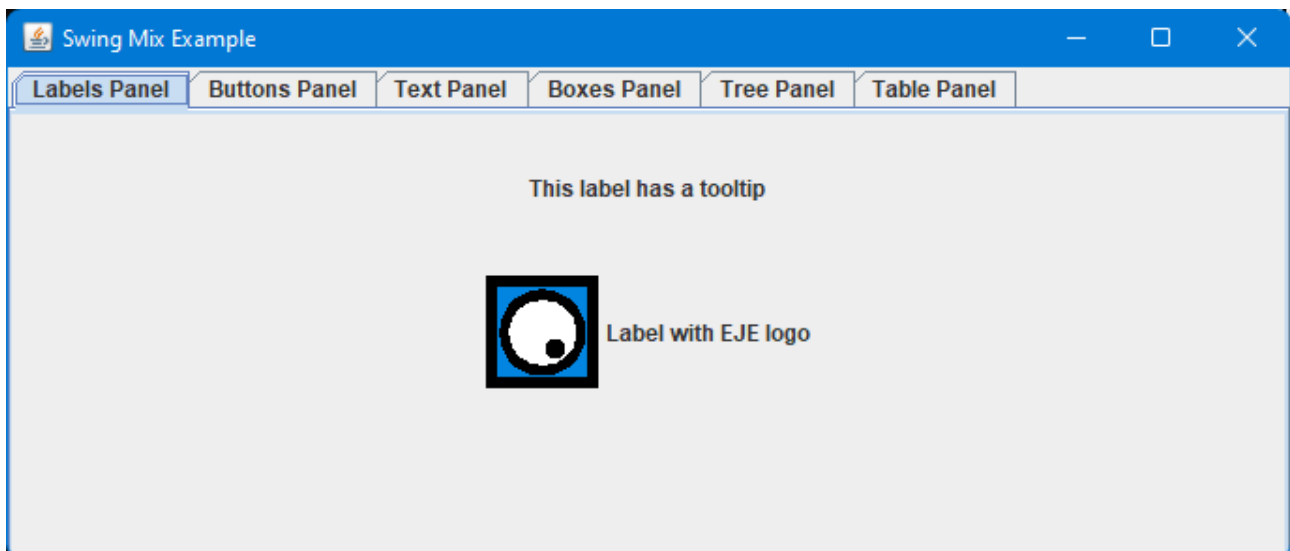 Swing Mix Example
Labels Panel Buttons Panel Text Panel Boxes Panel Tree Panel Table Panel
This label has a tooltip
Label with EJE logo